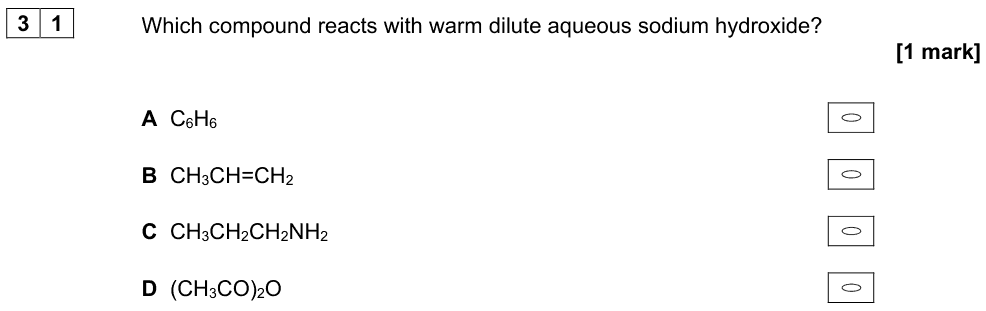 3 1 Which compound reacts with warm dilute aqueous sodium hydroxide?
[1 mark]
A C₆H₆
B CH₃CH=CH₂
C CH₃CH₂CH₂NH₂
D (CH₃CO)₂O